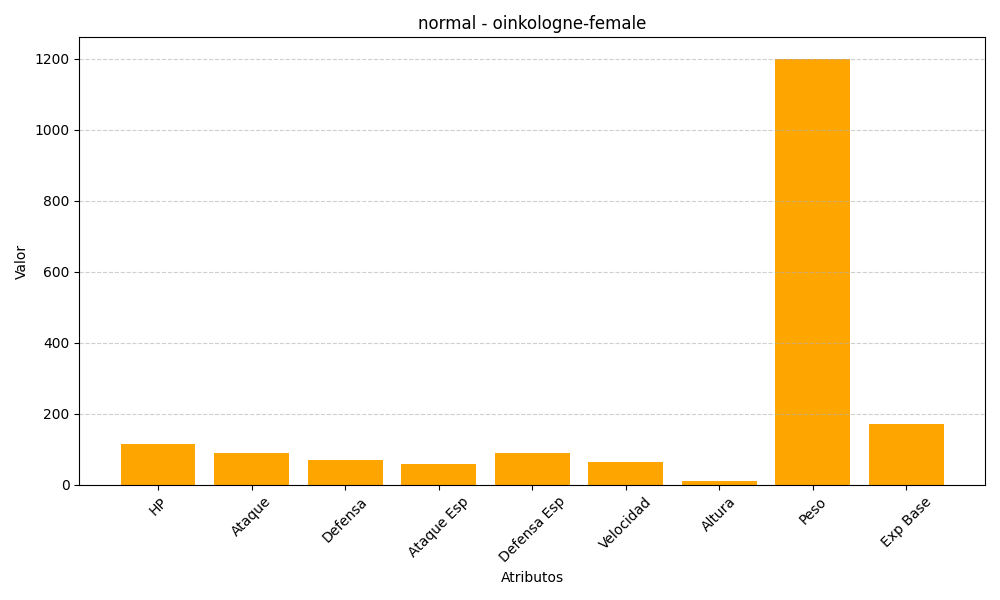 normal - oinkologne-female
Valor
1200
1000
800
600
400
200
0
HP
Ataque
Defensa
Ataque Esp
Defensa Esp
Velocidad
Altura
Peso
Exp Base
Atributos